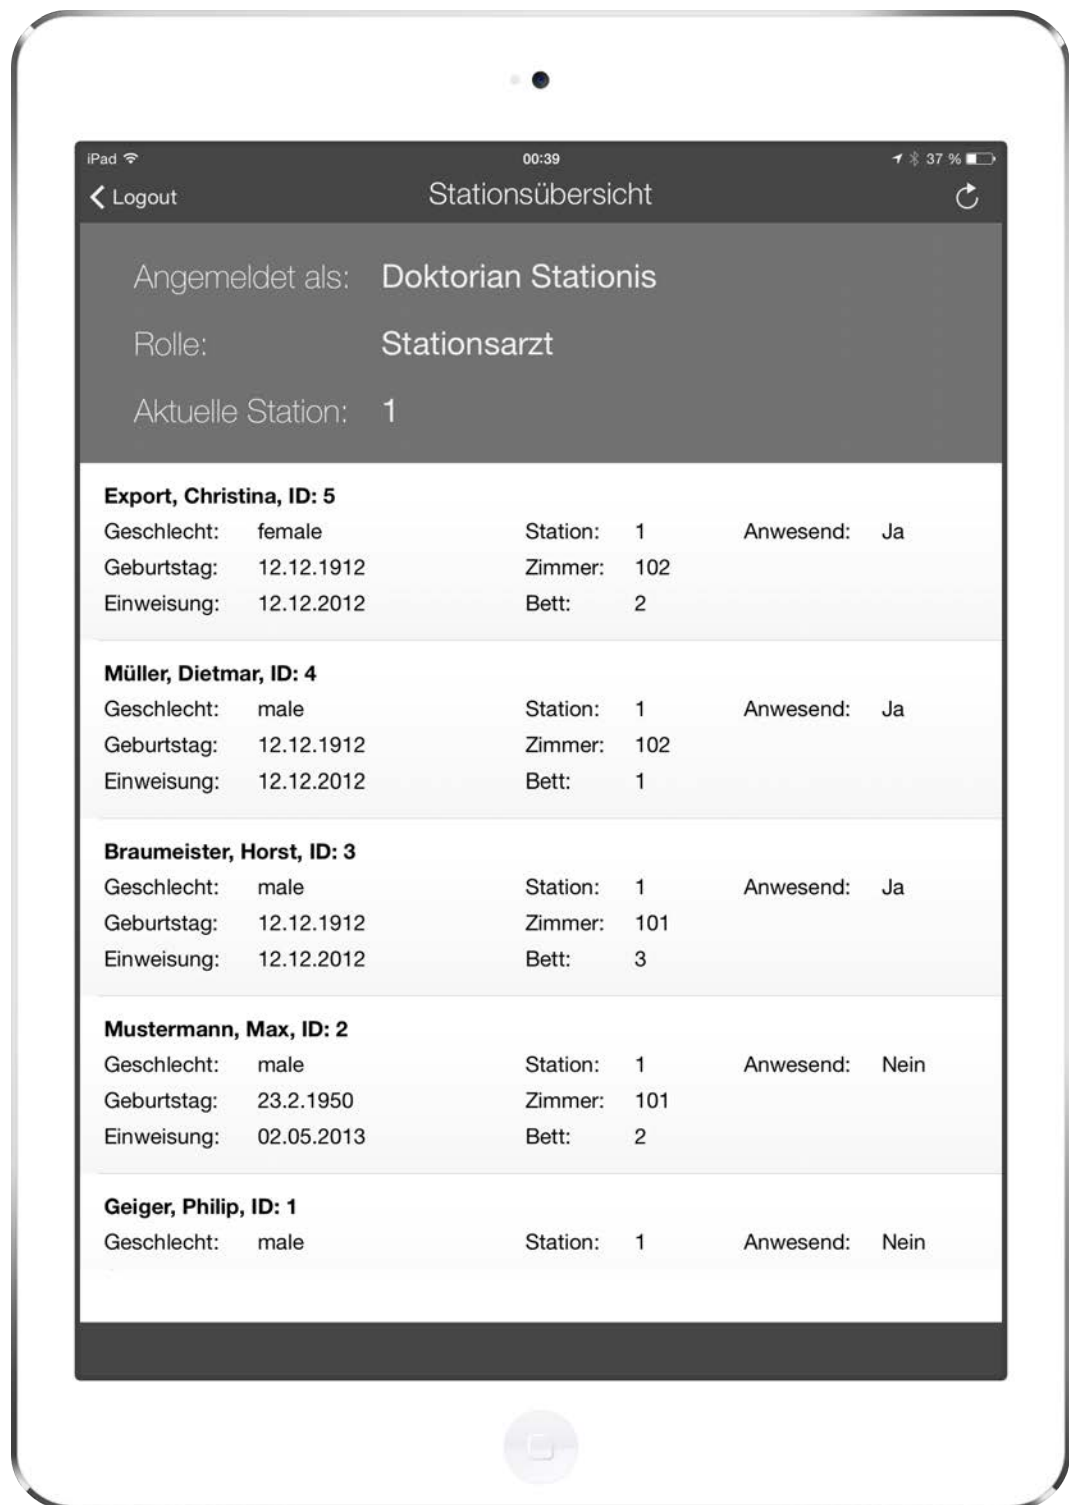 iPad 00:39 37 %
Logout Stationsübersicht
Angemeldet als: Doktorian Stationis
Rolle: Stationsarzt
Aktuelle Station: 1
Export, Christina, ID: 5
Geschlecht: female Station: 1 Anwesend: Ja
Geburtstag: 12.12.1912 Zimmer: 102
Einweisung: 12.12.2012 Bett: 2
Müller, Dietmar, ID: 4
Geschlecht: male Station: 1 Anwesend: Ja
Geburtstag: 12.12.1912 Zimmer: 102
Einweisung: 12.12.2012 Bett: 1
Braumeister, Horst, ID: 3
Geschlecht: male Station: 1 Anwesend: Ja
Geburtstag: 12.12.1912 Zimmer: 101
Einweisung: 12.12.2012 Bett: 3
Mustermann, Max, ID: 2
Geschlecht: male Station: 1 Anwesend: Nein
Geburtstag: 23.2.1950 Zimmer: 101
Einweisung: 02.05.2013 Bett: 2
Geiger, Philip, ID: 1
Geschlecht: male Station: 1 Anwesend: Nein